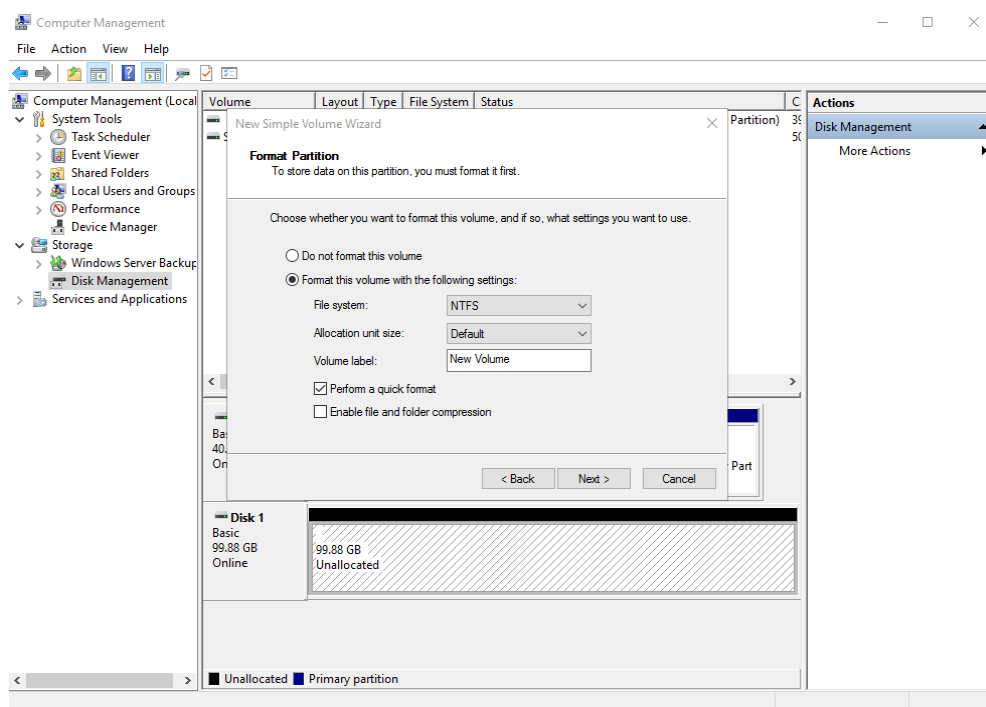 Computer Management
File Action View Help
Computer Management (Local
System Tools
Task Scheduler
Event Viewer
Shared Folders
Local Users and Groups
Performance
Device Manager
Storage
Windows Server Backup
Disk Management
Services and Applications
Volume Layout Type File System Status
Partition) 39
50
Actions
Disk Management
More Actions
New Simple Volume Wizard
Format Partition
To store data on this partition, you must format it first.
Choose whether you want to format this volume, and if so, what settings you want to use.
Do not format this volume
Format this volume with the following settings:
File system: NTFS
Allocation unit size: Default
Volume label: New Volume
Perform a quick format
Enable file and folder compression
< Back Next > Cancel
40.
Part
Disk 1
Basic
99.88 GB
Online
99.88 GB
Unallocated
Unallocated Primary partition